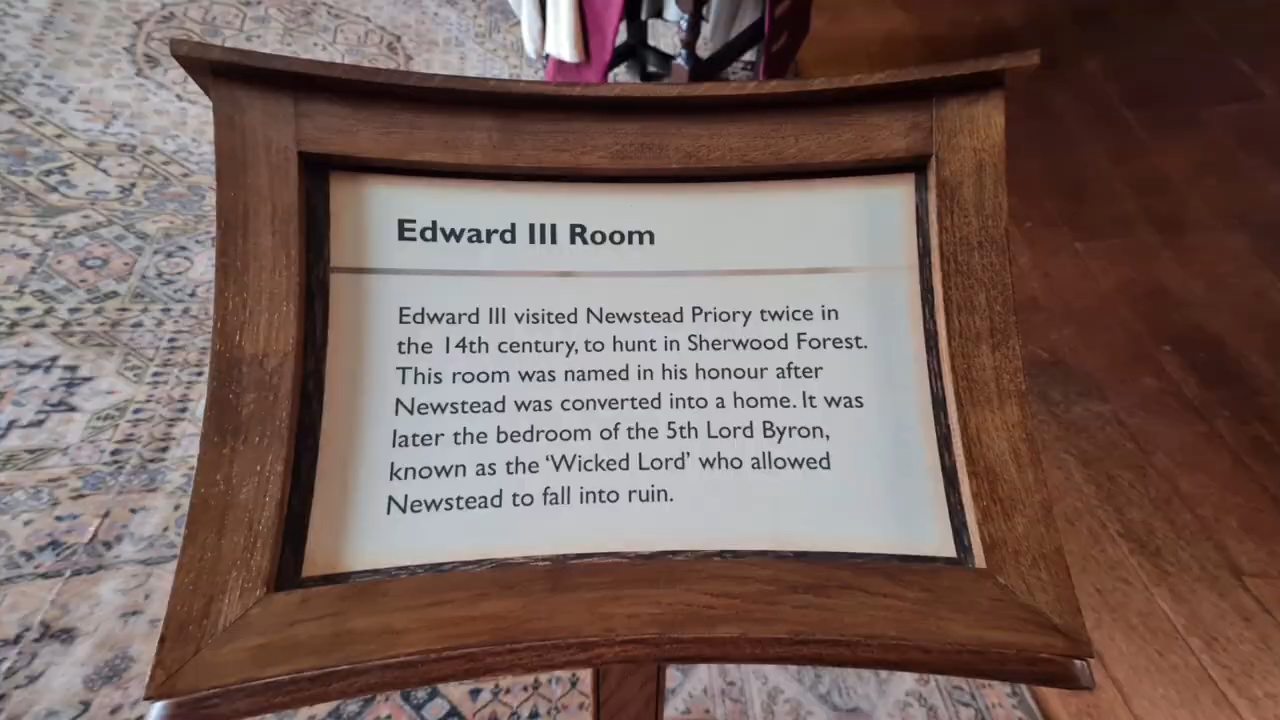 Edward III Room
Edward III visited Newstead Priory twice in
the 14th century, to hunt in Sherwood Forest.
This room was named in his honour after
Newstead was converted into a home. It was
later the bedroom of the 5th Lord Byron,
known as the ‘Wicked Lord’ who allowed
Newstead to fall into ruin.